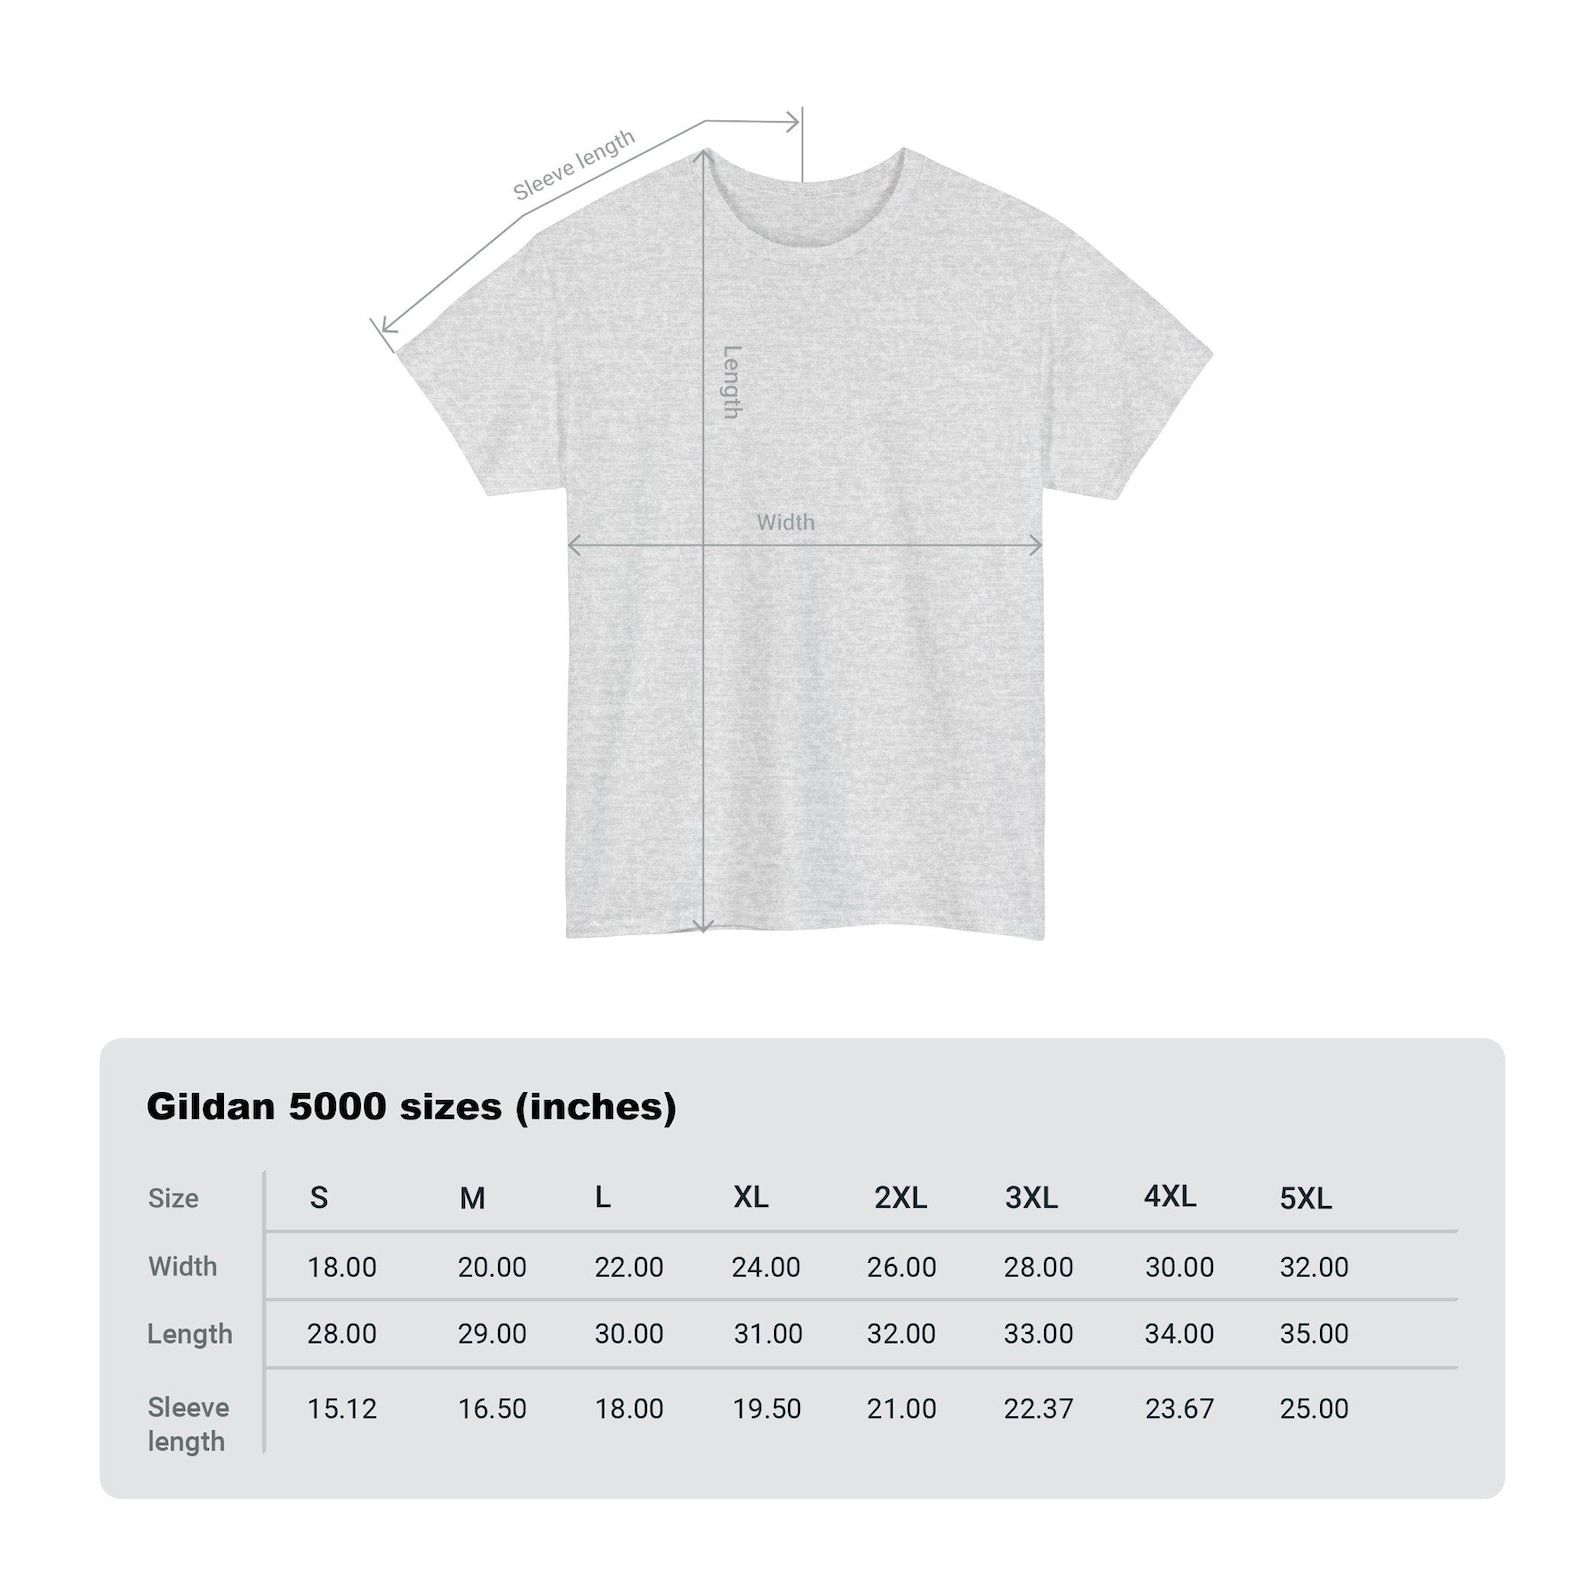 Sleeve length
Length
Width
Gildan 5000 sizes (inches)
Size S M L XL 2XL 3XL 4XL 5XL
Width 18.00 20.00 22.00 24.00 26.00 28.00 30.00 32.00
Length 28.00 29.00 30.00 31.00 32.00 33.00 34.00 35.00
Sleeve
length 15.12 16.50 18.00 19.50 21.00 22.37 23.67 25.00